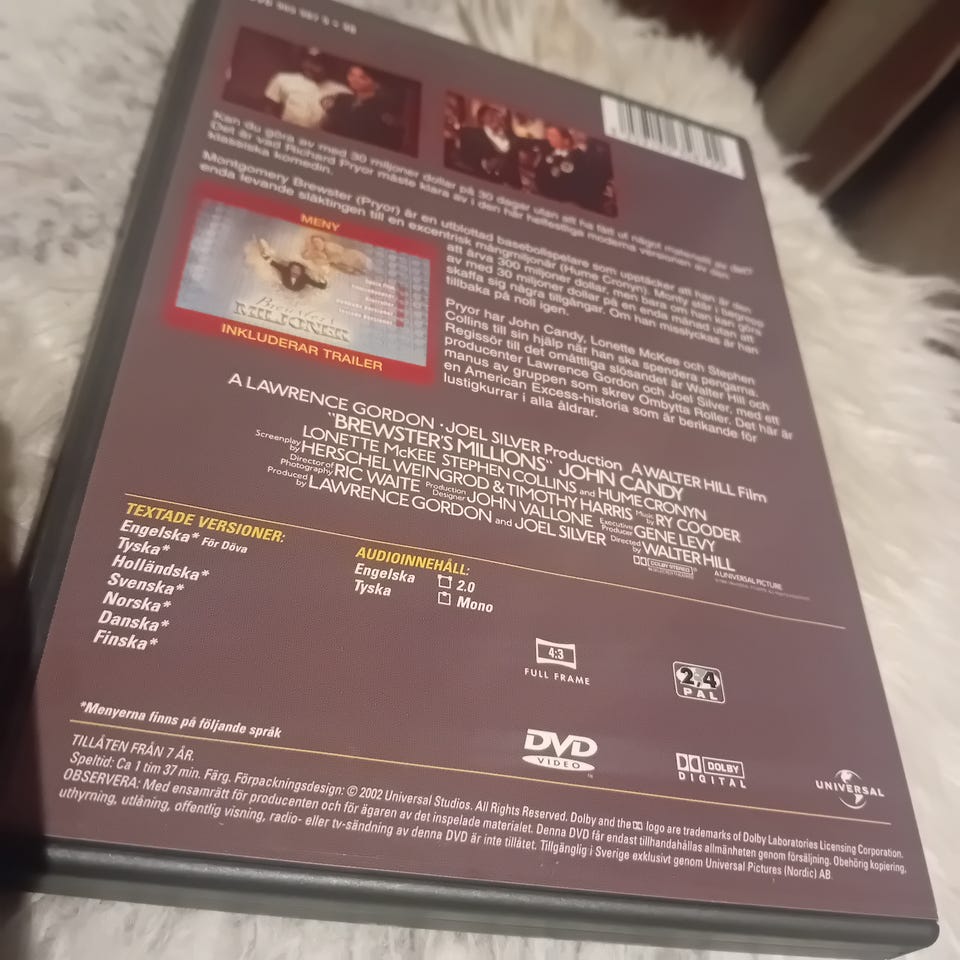 Kan du göra av med 30 miljoner dollar på 30 dagar utan att ha fått ut något materiellt av det?
Det är vad Richard Pryor måste klara av i den här helfestliga moderna versionen av den
klassiska komedin.
Montgomery Brewster (Pryor) är en utblottad basebollspelare som upptäcker att han är den
enda levande släktingen till en excentrisk mångmiljonär (Hume Cronyn). Monty står i begrepp
att ärva 300 miljoner dollar, men bara om han kan göra
av med 30 miljoner dollar på en enda månad utan att
skaffa sig några tillgångar. Om han misslyckas är han
tillbaka på noll igen.
MENY
Brewster's
MILJONER
INKLUDERAR TRAILER
Pryor har John Candy, Lonette McKee och Stephen
Collins till sin hjälp när han ska spendera pengarna.
Regissör till det omåttliga slösandet är Walter Hill och
producenter Lawrence Gordon och Joel Silver, med ett
manus av gruppen som skrev Ombytta Roller. Det här är
en American Excess-historia som är berikande för
lustigkurrar i alla åldrar.
A LAWRENCE GORDON · JOEL SILVER Production A WALTER HILL Film
"BREWSTER'S MILLIONS" JOHN CANDY
LONETTE McKEE STEPHEN COLLINS and HUME CRONYN
Screenplay by HERSCHEL WEINGROD & TIMOTHY HARRIS Music by RY COODER
Director of Photography RIC WAITE Production Designer JOHN VALLONE Executive Producer GENE LEVY
Produced by LAWRENCE GORDON and JOEL SILVER Directed by WALTER HILL
DOLBY STEREO A UNIVERSAL PICTURE
TEXTADE VERSIONER:
Engelska* För Döva
Tyska*
Holländska*
Svenska*
Norska*
Danska*
Finska*
AUDIOINNEHÅLL:
Engelska 2.0
Tyska Mono
4:3
FULL FRAME
2,4
PAL
*Menyerna finns på följande språk
DVD
VIDEO
DOLBY
DIGITAL
UNIVERSAL
TILLÅTEN FRÅN 7 ÅR.
Speltid: Ca 1 tim 37 min. Färg. Förpackningsdesign: © 2002 Universal Studios. All Rights Reserved. Dolby and the logo are trademarks of Dolby Laboratories Licensing Corporation.
OBSERVERA: Med ensamrätt för producenten och för ägaren av det inspelade materialet. Denna DVD får endast tillhandahållas allmänheten genom försäljning. Obehörig kopiering,
uthyrning, utlåning, offentlig visning, radio- eller tv-sändning av denna DVD är inte tillåtet. Tillgänglig i Sverige exklusivt genom Universal Pictures (Nordic) AB